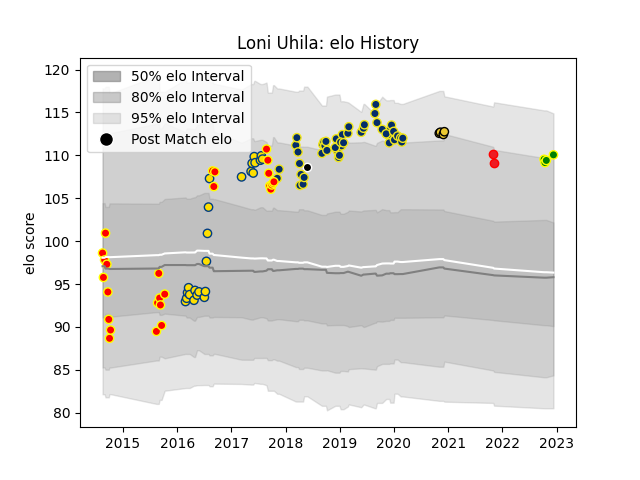 Loni Uhila: elo History
50% elo Interval
80% elo Interval
95% elo Interval
Post Match elo
elo score
120
115
110
105
100
95
90
85
80
2015 2016 2017 2018 2019 2020 2021 2022 2023